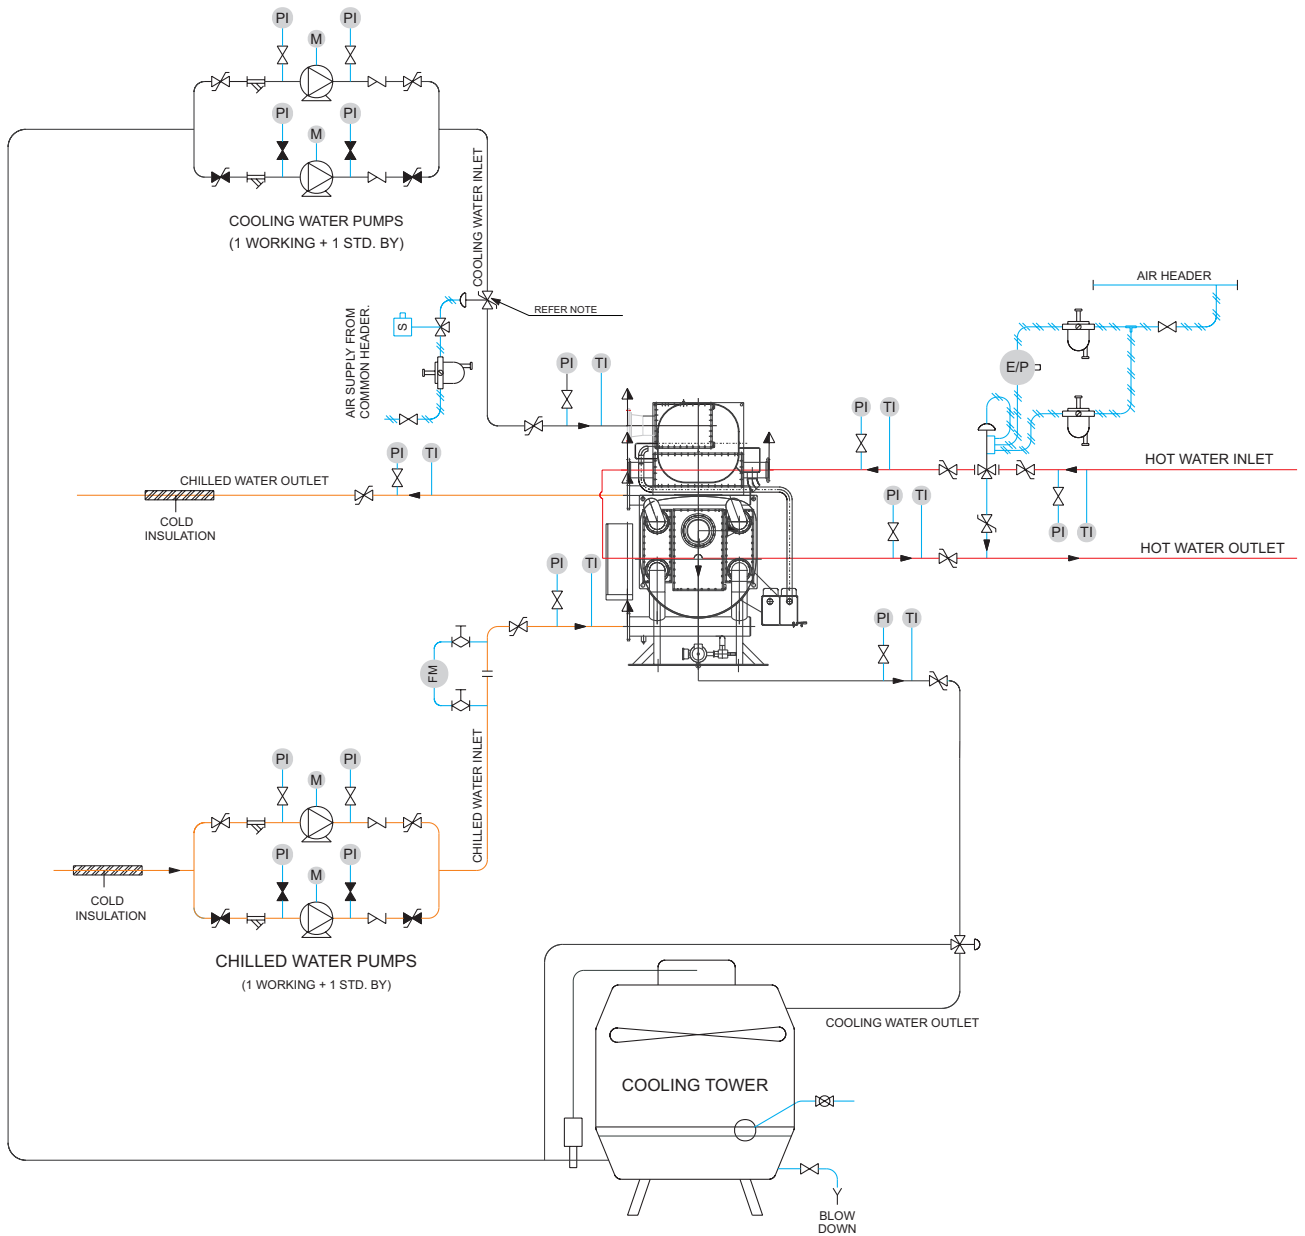 PI
PI
M
PI
PI
M
COOLING WATER PUMPS
(1 WORKING + 1 STD. BY)
COOLING WATER INLET
REFER NOTE
S
AIR SUPPLY FROM
COMMON HEADER.
AIR HEADER
E/P
PI
TI
PI
TI
HOT WATER INLET
PI
TI
CHILLED WATER OUTLET
COLD
INSULATION
PI
TI
PI
TI
HOT WATER OUTLET
PI
TI
PI
TI
FM
CHILLED WATER INLET
PI
PI
M
PI
PI
M
COLD
INSULATION
CHILLED WATER PUMPS
(1 WORKING + 1 STD. BY)
COOLING WATER OUTLET
COOLING TOWER
BLOW
DOWN